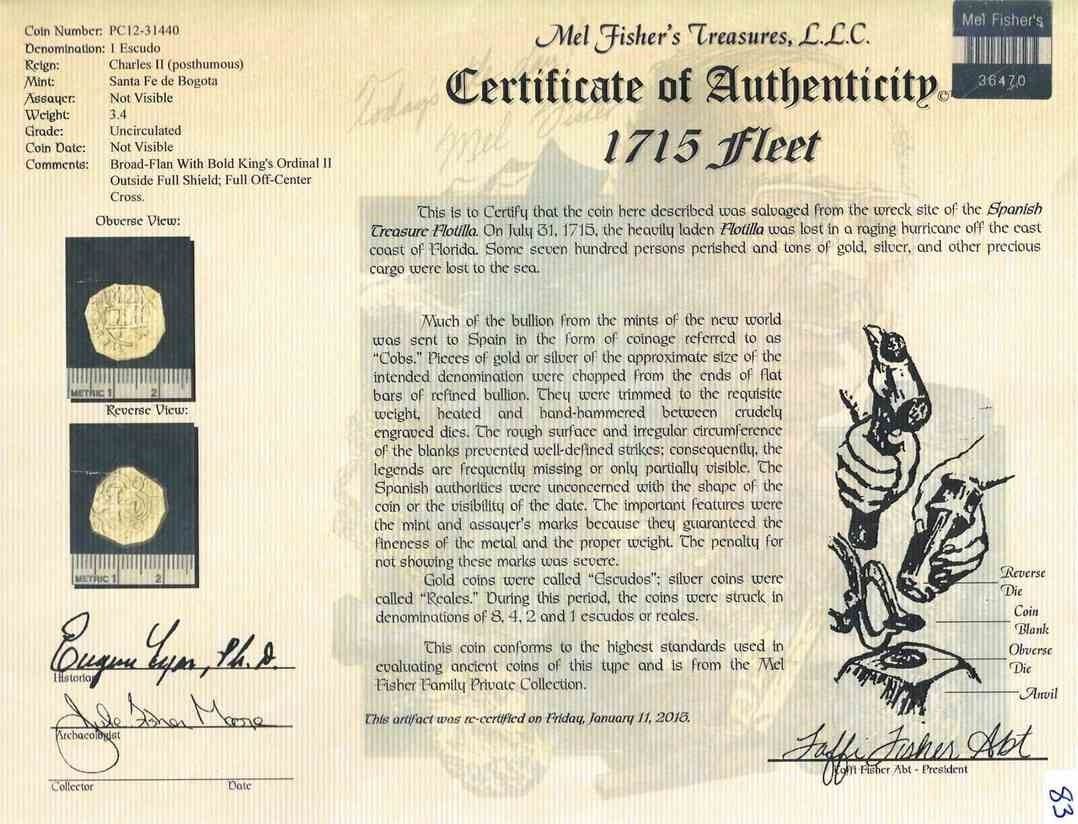 Coin Number: PC12-31440
Denomination: 1 Escudo
Reign: Charles II (posthumous)
Mint: Santa Fe de Bogota
Assayer: Not Visible
Weight: 3.4
Grade: Uncirculated
Coin Date: Not Visible
Comments: Broad-Flan With Bold King's Ordinal II
Outside Full Shield; Full Off-Center
Cross.
Obverse View:
METRIC 1 2
Reverse View:
METRIC 1 2
Eugene Lyon, Ph.D.
Historian
Archaeologist
Collector Date
Mel Fisher's Treasures, L.L.C.
Certificate of Authenticity©
1715 Fleet
Mel Fisher's
36470
Today's
Mel
This is to Certify that the coin here described was salvaged from the wreck site of the Spanish
Treasure Flotilla. On July 31, 1715, the heavily laden Flotilla was lost in a raging hurricane off the east
coast of Florida. Some seven hundred persons perished and tons of gold, silver, and other precious
cargo were lost to the sea.
Much of the bullion from the mints of the new world
was sent to Spain in the form of coinage referred to as
"Cobs." Pieces of gold or silver of the approximate size of the
intended denomination were chopped from the ends of flat
bars of refined bullion. They were trimmed to the requisite
weight, heated and hand-hammered between crudely
engraved dies. The rough surface and irregular circumference
of the blanks prevented well-defined strikes; consequently, the
legends are frequently missing or only partially visible. The
Spanish authorities were unconcerned with the shape of the
coin or the visibility of the date. The important features were
the mint and assayer's marks because they guaranteed the
fineness of the metal and the proper weight. The penalty for
not showing these marks was severe.
Gold coins were called "Escudos"; silver coins were
called "Reales." During this period, the coins were struck in
denominations of 8, 4, 2 and 1 escudos or reales.
This coin conforms to the highest standards used in
evaluating ancient coins of this type and is from the Mel
Fisher Family Private Collection.
This artifact was re-certified on Friday, January 11, 2013.
Reverse
Die
Coin
Blank
Obverse
Die
Anvil
Taffi Fisher Abt
Taffi Fisher Abt - President
83